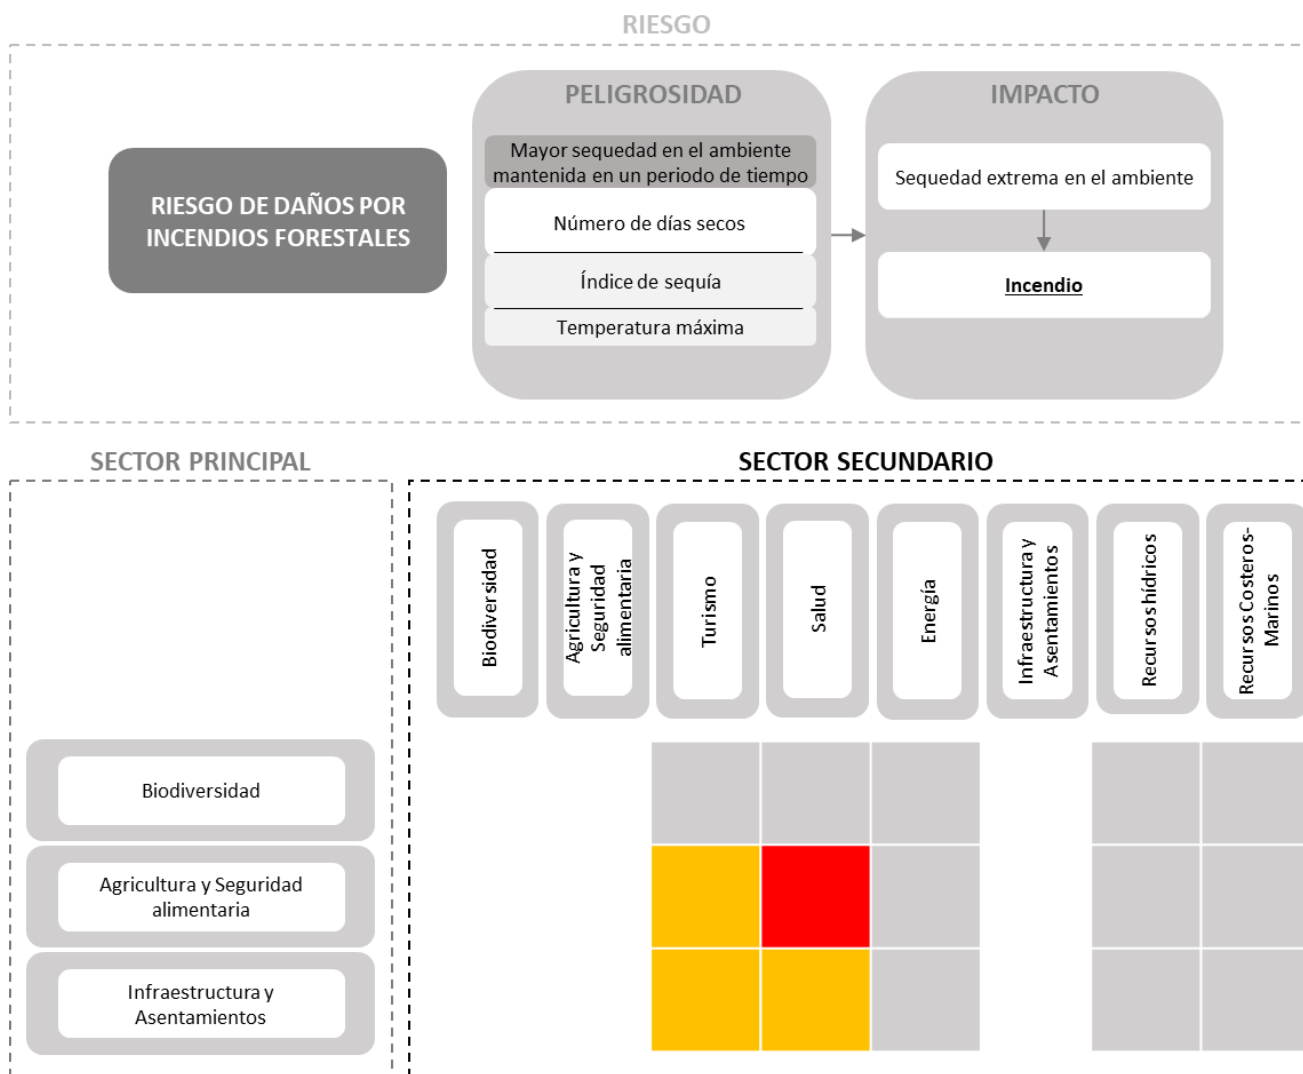 RIESGO
RIESGO DE DAÑOS POR
INCENDIOS FORESTALES
PELIGROSIDAD
Mayor sequedad en el ambiente
mantenida en un periodo de tiempo
Número de días secos
Índice de sequía
Temperatura máxima
IMPACTO
Sequedad extrema en el ambiente
Incendio
SECTOR PRINCIPAL
SECTOR SECUNDARIO
Biodiversidad
Agricultura y
Seguridad
alimentaria
Turismo
Salud
Energía
Infraestructura y
Asentamientos
Recursos hídricos
Recursos Costeros-
Marinos
Biodiversidad
Agricultura y Seguridad
alimentaria
Infraestructura y
Asentamientos